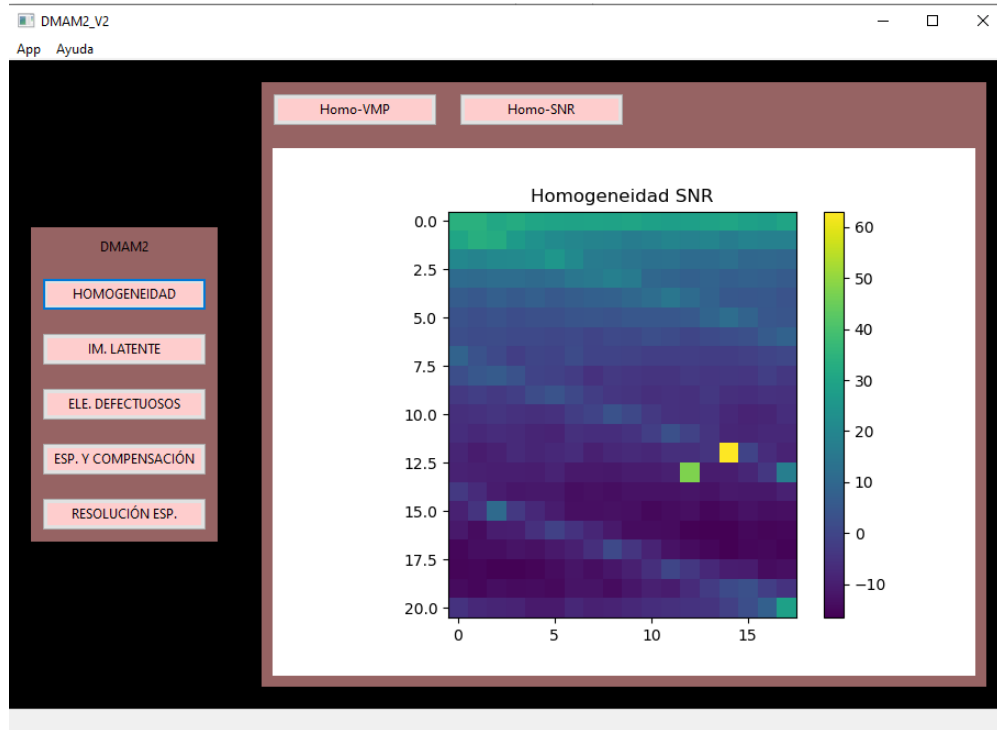 DMAM2_V2
App Ayuda
Homo-VMP Homo-SNR
DMAM2
HOMOGENEIDAD
IM. LATENTE
ELE. DEFECTUOSOS
ESP. Y COMPENSACIÓN
RESOLUCIÓN ESP.
Homogeneidad SNR
0.0
2.5
5.0
7.5
10.0
12.5
15.0
17.5
20.0
0 5 10 15
60
50
40
30
20
10
0
−10